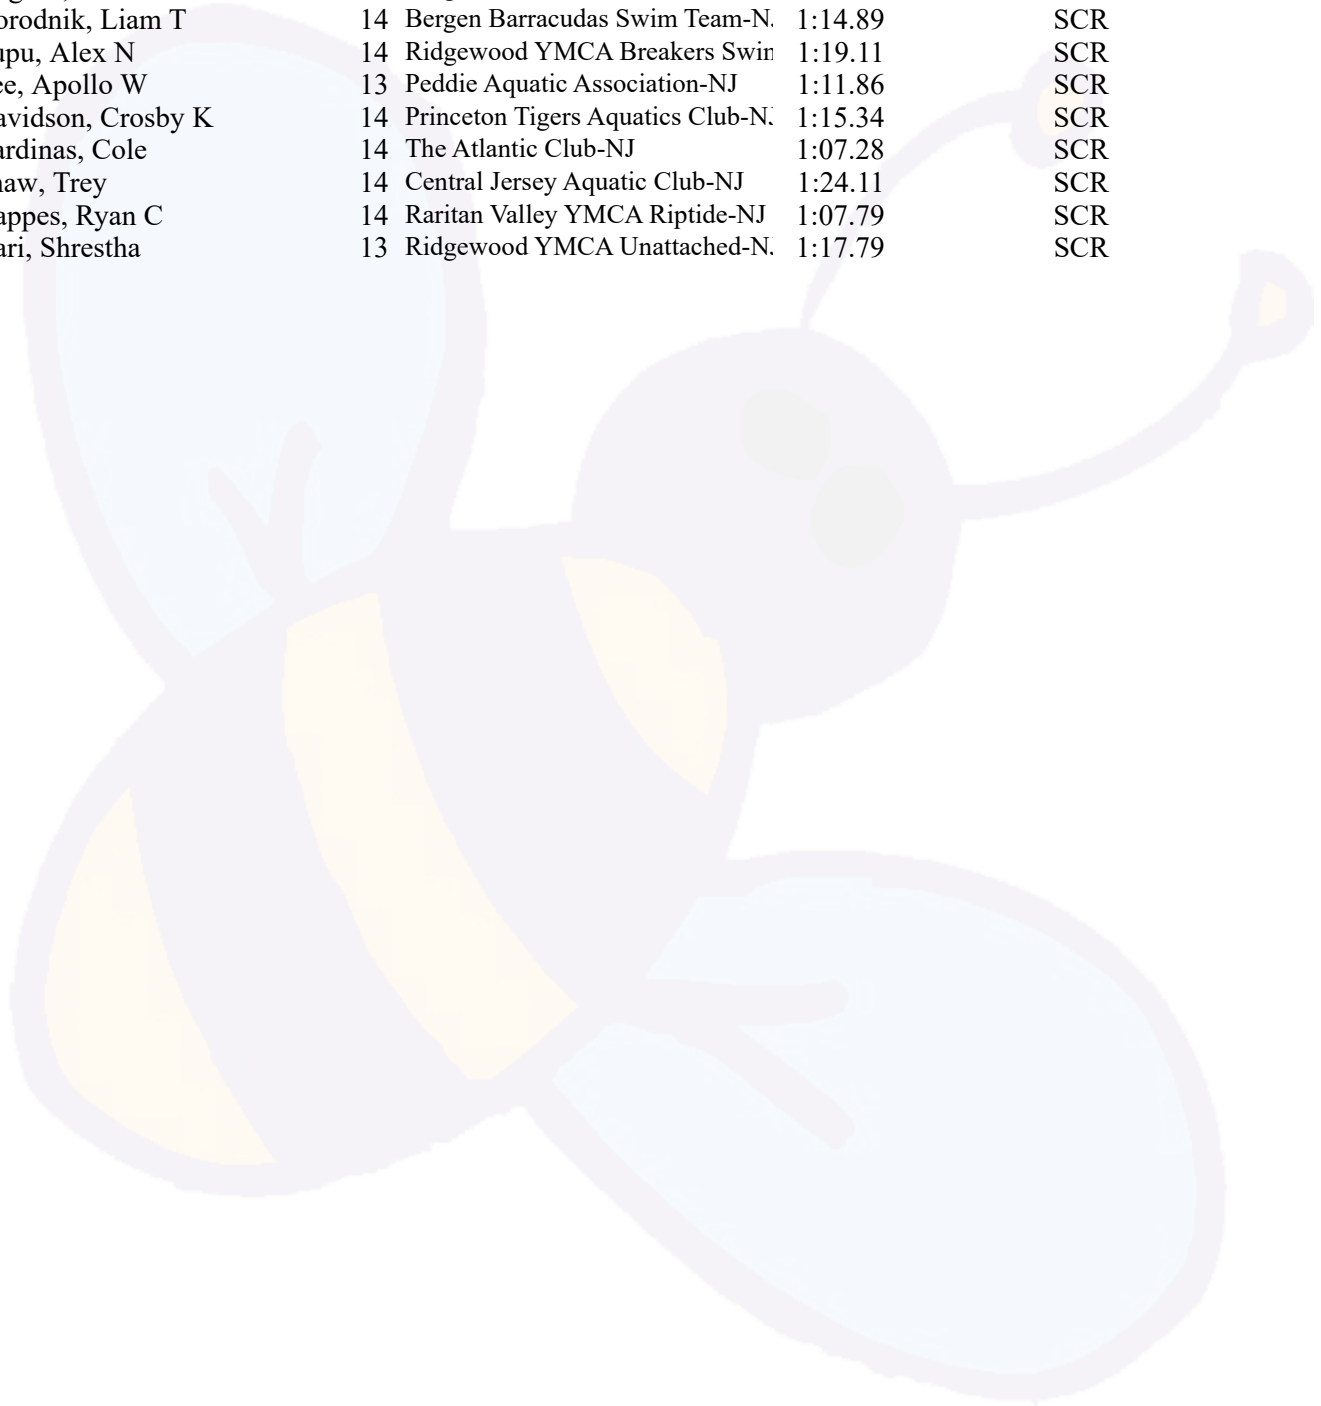 orodnik, Liam T 14 Bergen Barracudas Swim Team-N. 1:14.89 SCR
upu, Alex N 14 Ridgewood YMCA Breakers Swin 1:19.11 SCR
ee, Apollo W 13 Peddie Aquatic Association-NJ 1:11.86 SCR
avidson, Crosby K 14 Princeton Tigers Aquatics Club-N. 1:15.34 SCR
ardinas, Cole 14 The Atlantic Club-NJ 1:07.28 SCR
haw, Trey 14 Central Jersey Aquatic Club-NJ 1:24.11 SCR
appes, Ryan C 14 Raritan Valley YMCA Riptide-NJ 1:07.79 SCR
ari, Shrestha 13 Ridgewood YMCA Unattached-N. 1:17.79 SCR